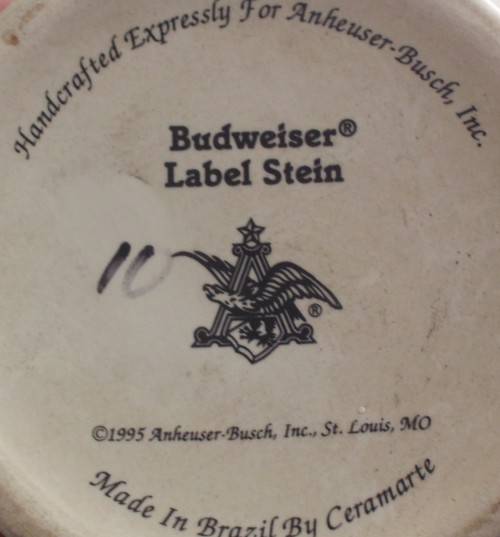 Handcrafted Expressly For Anheuser-Busch, Inc.
Budweiser®
Label Stein
10
A
®
©1995 Anheuser-Busch, Inc., St. Louis, MO
Made In Brazil By Ceramarte